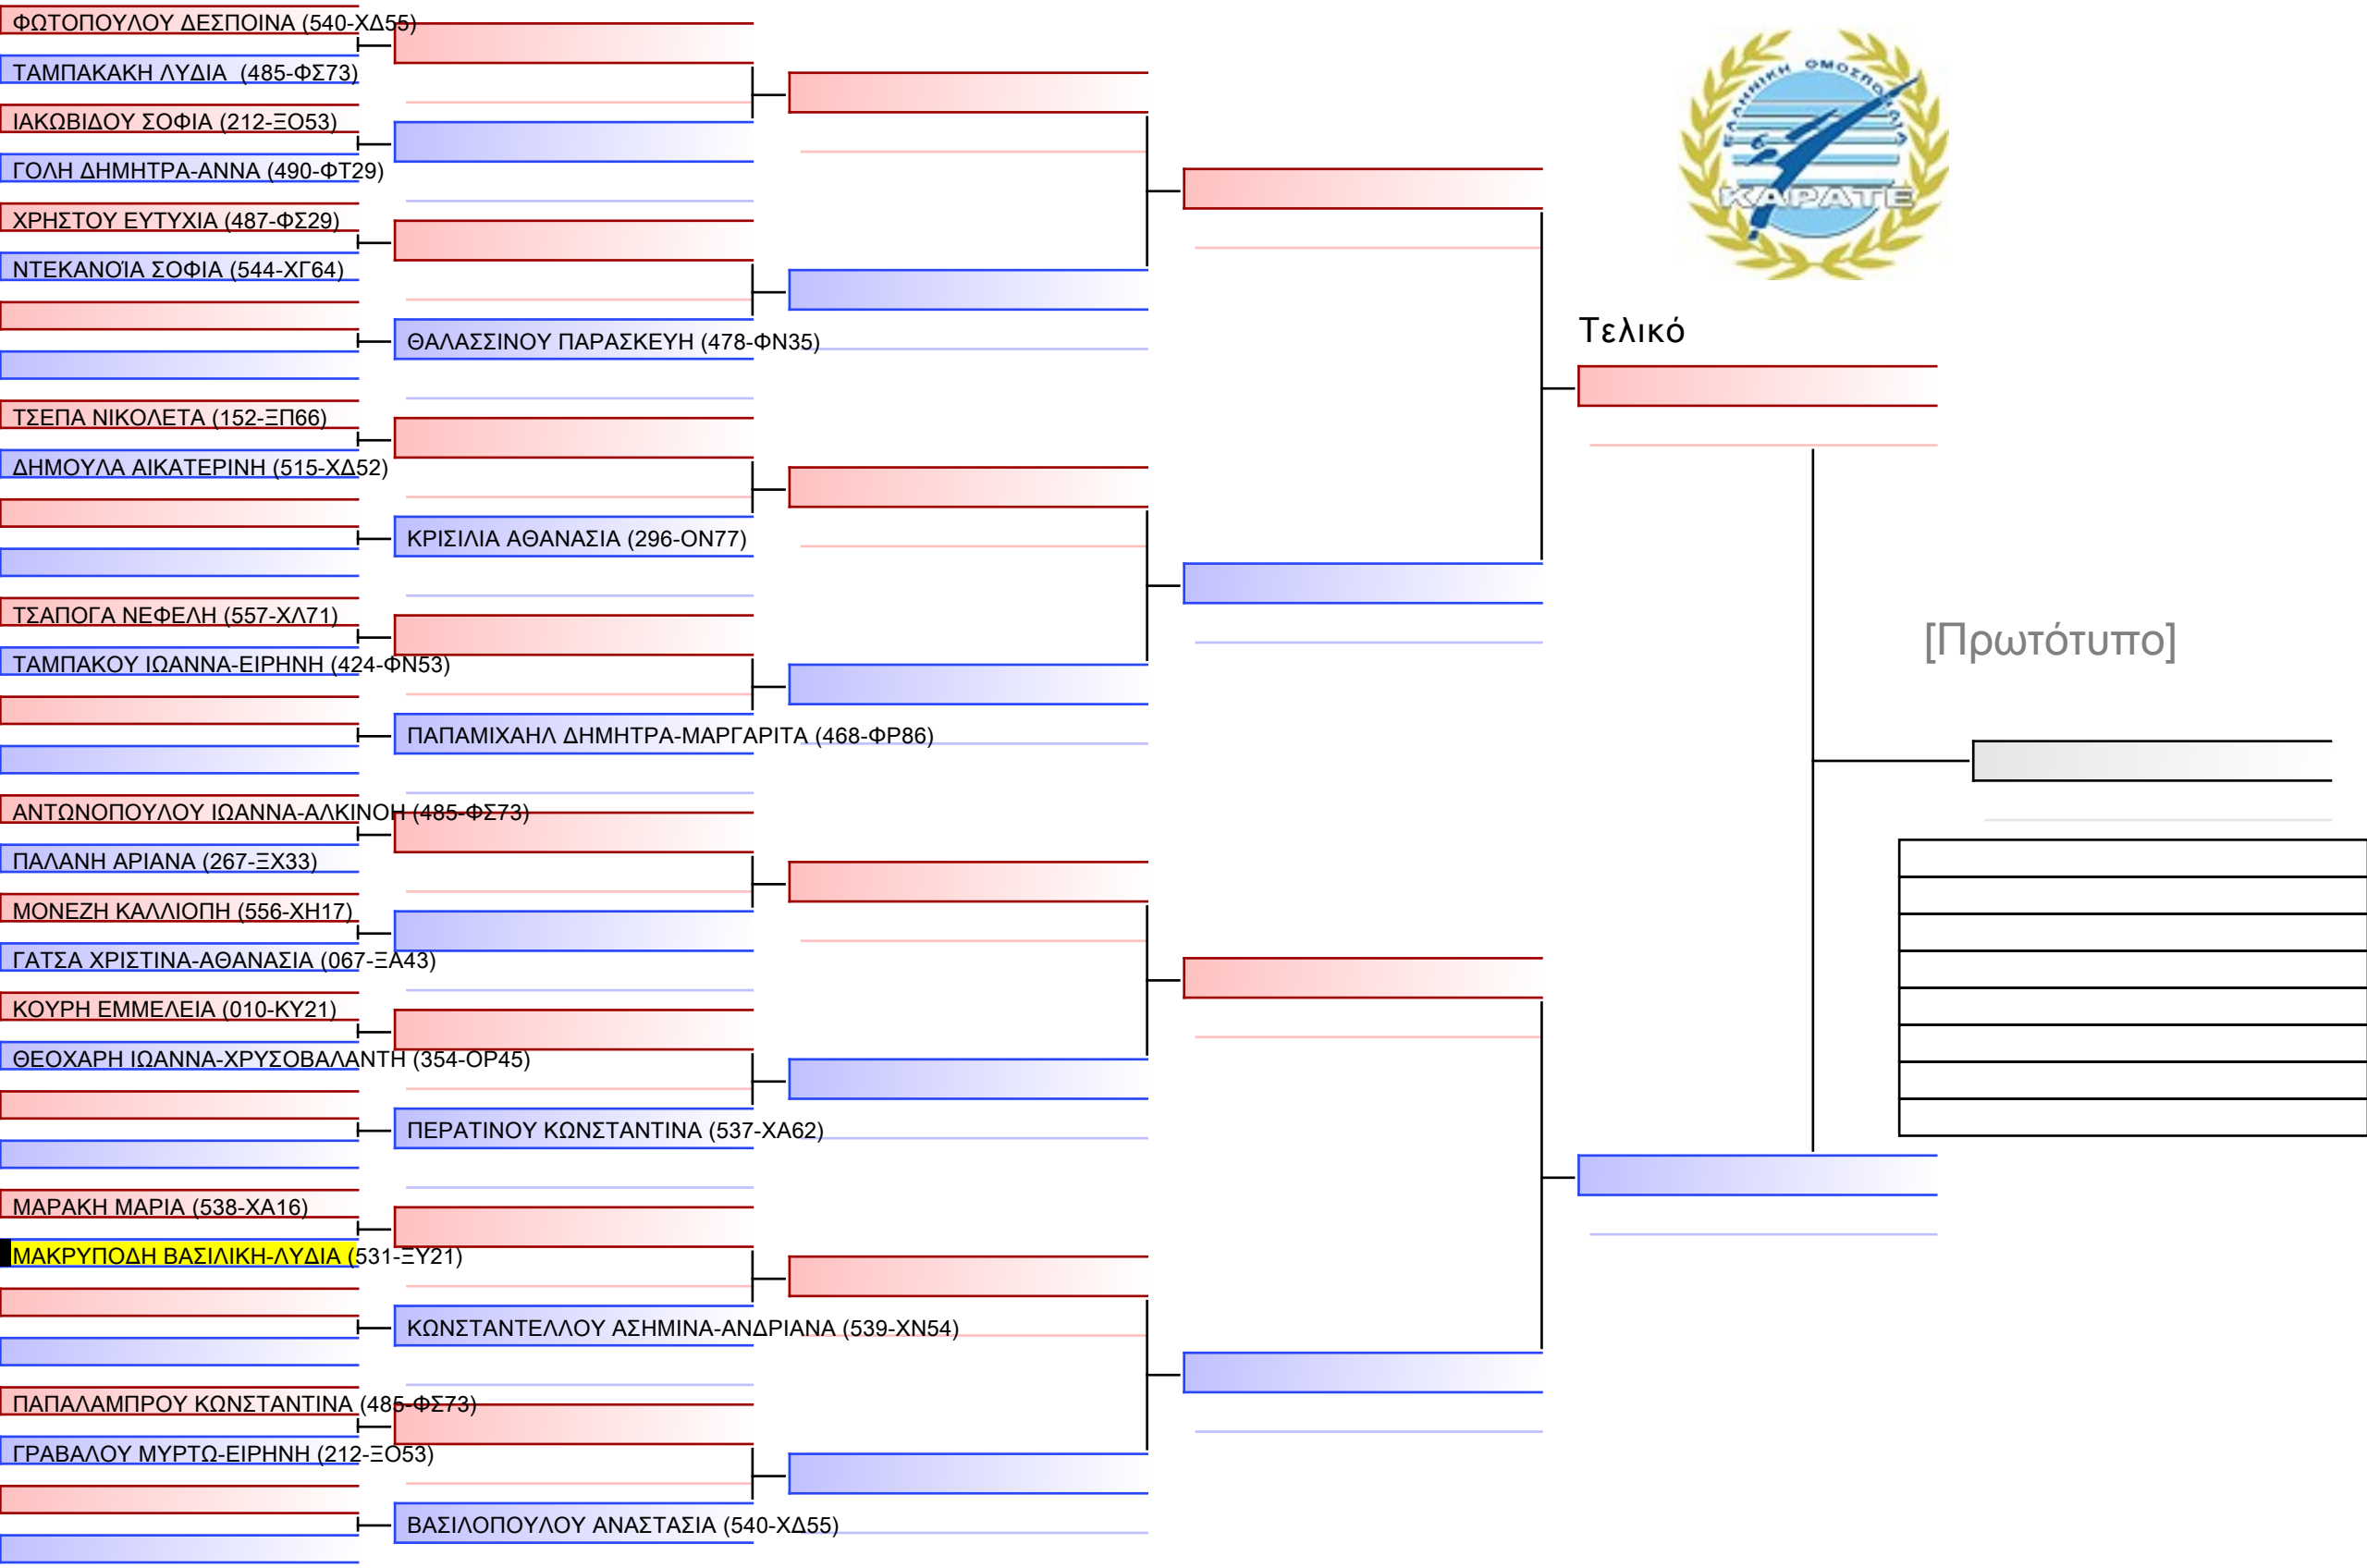 ΦΩΤΟΠΟΥΛΟΥ ΔΕΣΠΟΙΝΑ (540-ΧΔ55)
ΤΑΜΠΑΚΑΚΗ ΛΥΔΙΑ  (485-ΦΣ73)
ΙΑΚΩΒΙΔΟΥ ΣΟΦΙΑ (212-ΞΟ53)
ΓΟΛΗ ΔΗΜΗΤΡΑ-ΑΝΝΑ (490-ΦΤ29)
ΧΡΗΣΤΟΥ ΕΥΤΥΧΙΑ (487-ΦΣ29)
ΝΤΕΚΑΝΟΪΑ ΣΟΦΙΑ (544-ΧΓ64)
ΘΑΛΑΣΣΙΝΟΥ ΠΑΡΑΣΚΕΥΗ (478-ΦΝ35)
ΤΣΕΠΑ ΝΙΚΟΛΕΤΑ (152-ΞΠ66)
ΔΗΜΟΥΛΑ ΑΙΚΑΤΕΡΙΝΗ (515-ΧΔ52)
ΚΡΙΣΙΛΙΑ ΑΘΑΝΑΣΙΑ (296-ΟΝ77)
ΤΣΑΠΟΓΑ ΝΕΦΕΛΗ (557-ΧΛ71)
ΤΑΜΠΑΚΟΥ ΙΩΑΝΝΑ-ΕΙΡΗΝΗ (424-ΦΝ53)
ΠΑΠΑΜΙΧΑΗΛ ΔΗΜΗΤΡΑ-ΜΑΡΓΑΡΙΤΑ (468-ΦΡ86)
ΑΝΤΩΝΟΠΟΥΛΟΥ ΙΩΑΝΝΑ-ΑΛΚΙΝΟΗ (485-ΦΣ73)
ΠΑΛΑΝΗ ΑΡΙΑΝΑ (267-ΞΧ33)
ΜΟΝΕΖΗ ΚΑΛΛΙΟΠΗ (556-ΧΗ17)
ΓΑΤΣΑ ΧΡΙΣΤΙΝΑ-ΑΘΑΝΑΣΙΑ (067-ΞΑ43)
ΚΟΥΡΗ ΕΜΜΕΛΕΙΑ (010-ΚΥ21)
ΘΕΟΧΑΡΗ ΙΩΑΝΝΑ-ΧΡΥΣΟΒΑΛΑΝΤΗ (354-ΟΡ45)
ΠΕΡΑΤΙΝΟΥ ΚΩΝΣΤΑΝΤΙΝΑ (537-ΧΑ62)
ΜΑΡΑΚΗ ΜΑΡΙΑ (538-ΧΑ16)
ΜΑΚΡΥΠΟΔΗ ΒΑΣΙΛΙΚΗ-ΛΥΔΙΑ (531-ΞΥ21)
ΚΩΝΣΤΑΝΤΕΛΛΟΥ ΑΣΗΜΙΝΑ-ΑΝΔΡΙΑΝΑ (539-ΧΝ54)
ΠΑΠΑΛΑΜΠΡΟΥ ΚΩΝΣΤΑΝΤΙΝΑ (485-ΦΣ73)
ΓΡΑΒΑΛΟΥ ΜΥΡΤΩ-ΕΙΡΗΝΗ (212-ΞΟ53)
ΒΑΣΙΛΟΠΟΥΛΟΥ ΑΝΑΣΤΑΣΙΑ (540-ΧΔ55)
ΕΛΛΗΝΙΚΗ ΟΜΟΣΠΟΝΔΙΑ
ΚΑΡΑΤΕ
Τελικό
[Πρωτότυπο]